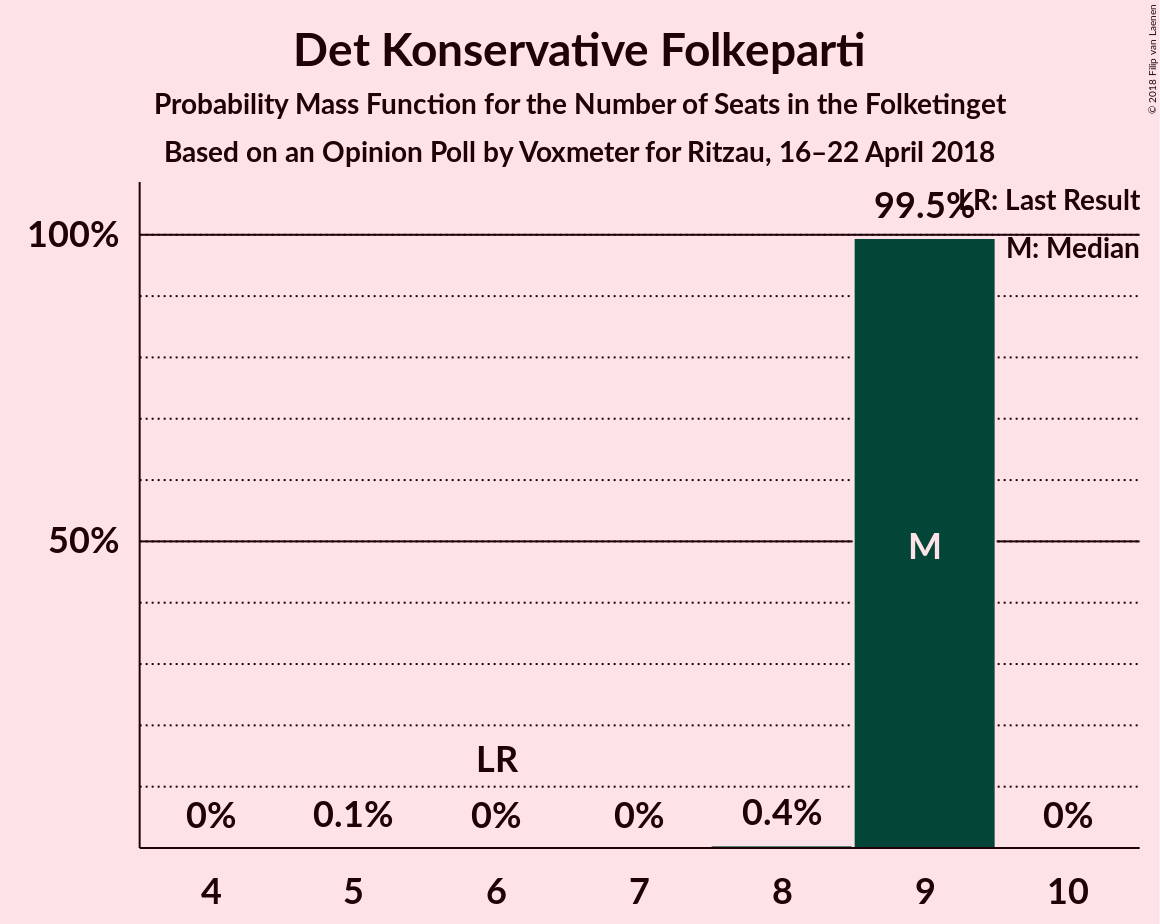 Det Konservative Folkeparti
Probability Mass Function for the Number of Seats in the Folketinget
Based on an Opinion Poll by Voxmeter for Ritzau, 16–22 April 2018
© 2018 Filip van Laenen
99.5%
LR: Last Result
M: Median
100%
50%
M
LR
0%
0.1%
0%
0%
0.4%
0%
4
5
6
7
8
9
10